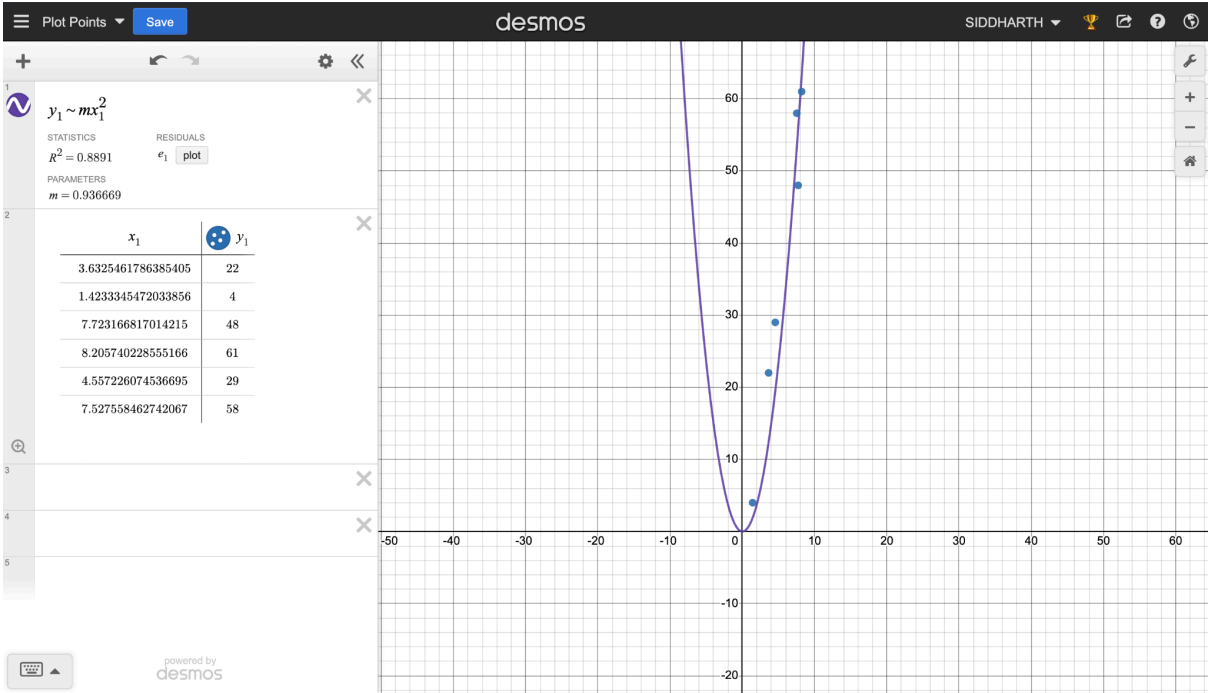 Plot Points Save desmos SIDDHARTH
1
y₁ ~ mx₁²
STATISTICS RESIDUALS
R² = 0.8891 e₁ plot
PARAMETERS
m = 0.936669
2
x₁ y₁
3.6325461786385405 22
1.4233345472033856 4
7.723166817014215 48
8.205740228555166 61
4.557226074536695 29
7.527558462742067 58
3
4
5
powered by
desmos
60
50
40
30
20
10
-50 -40 -30 -20 -10 0 10 20 30 40 50 60
-10
-20